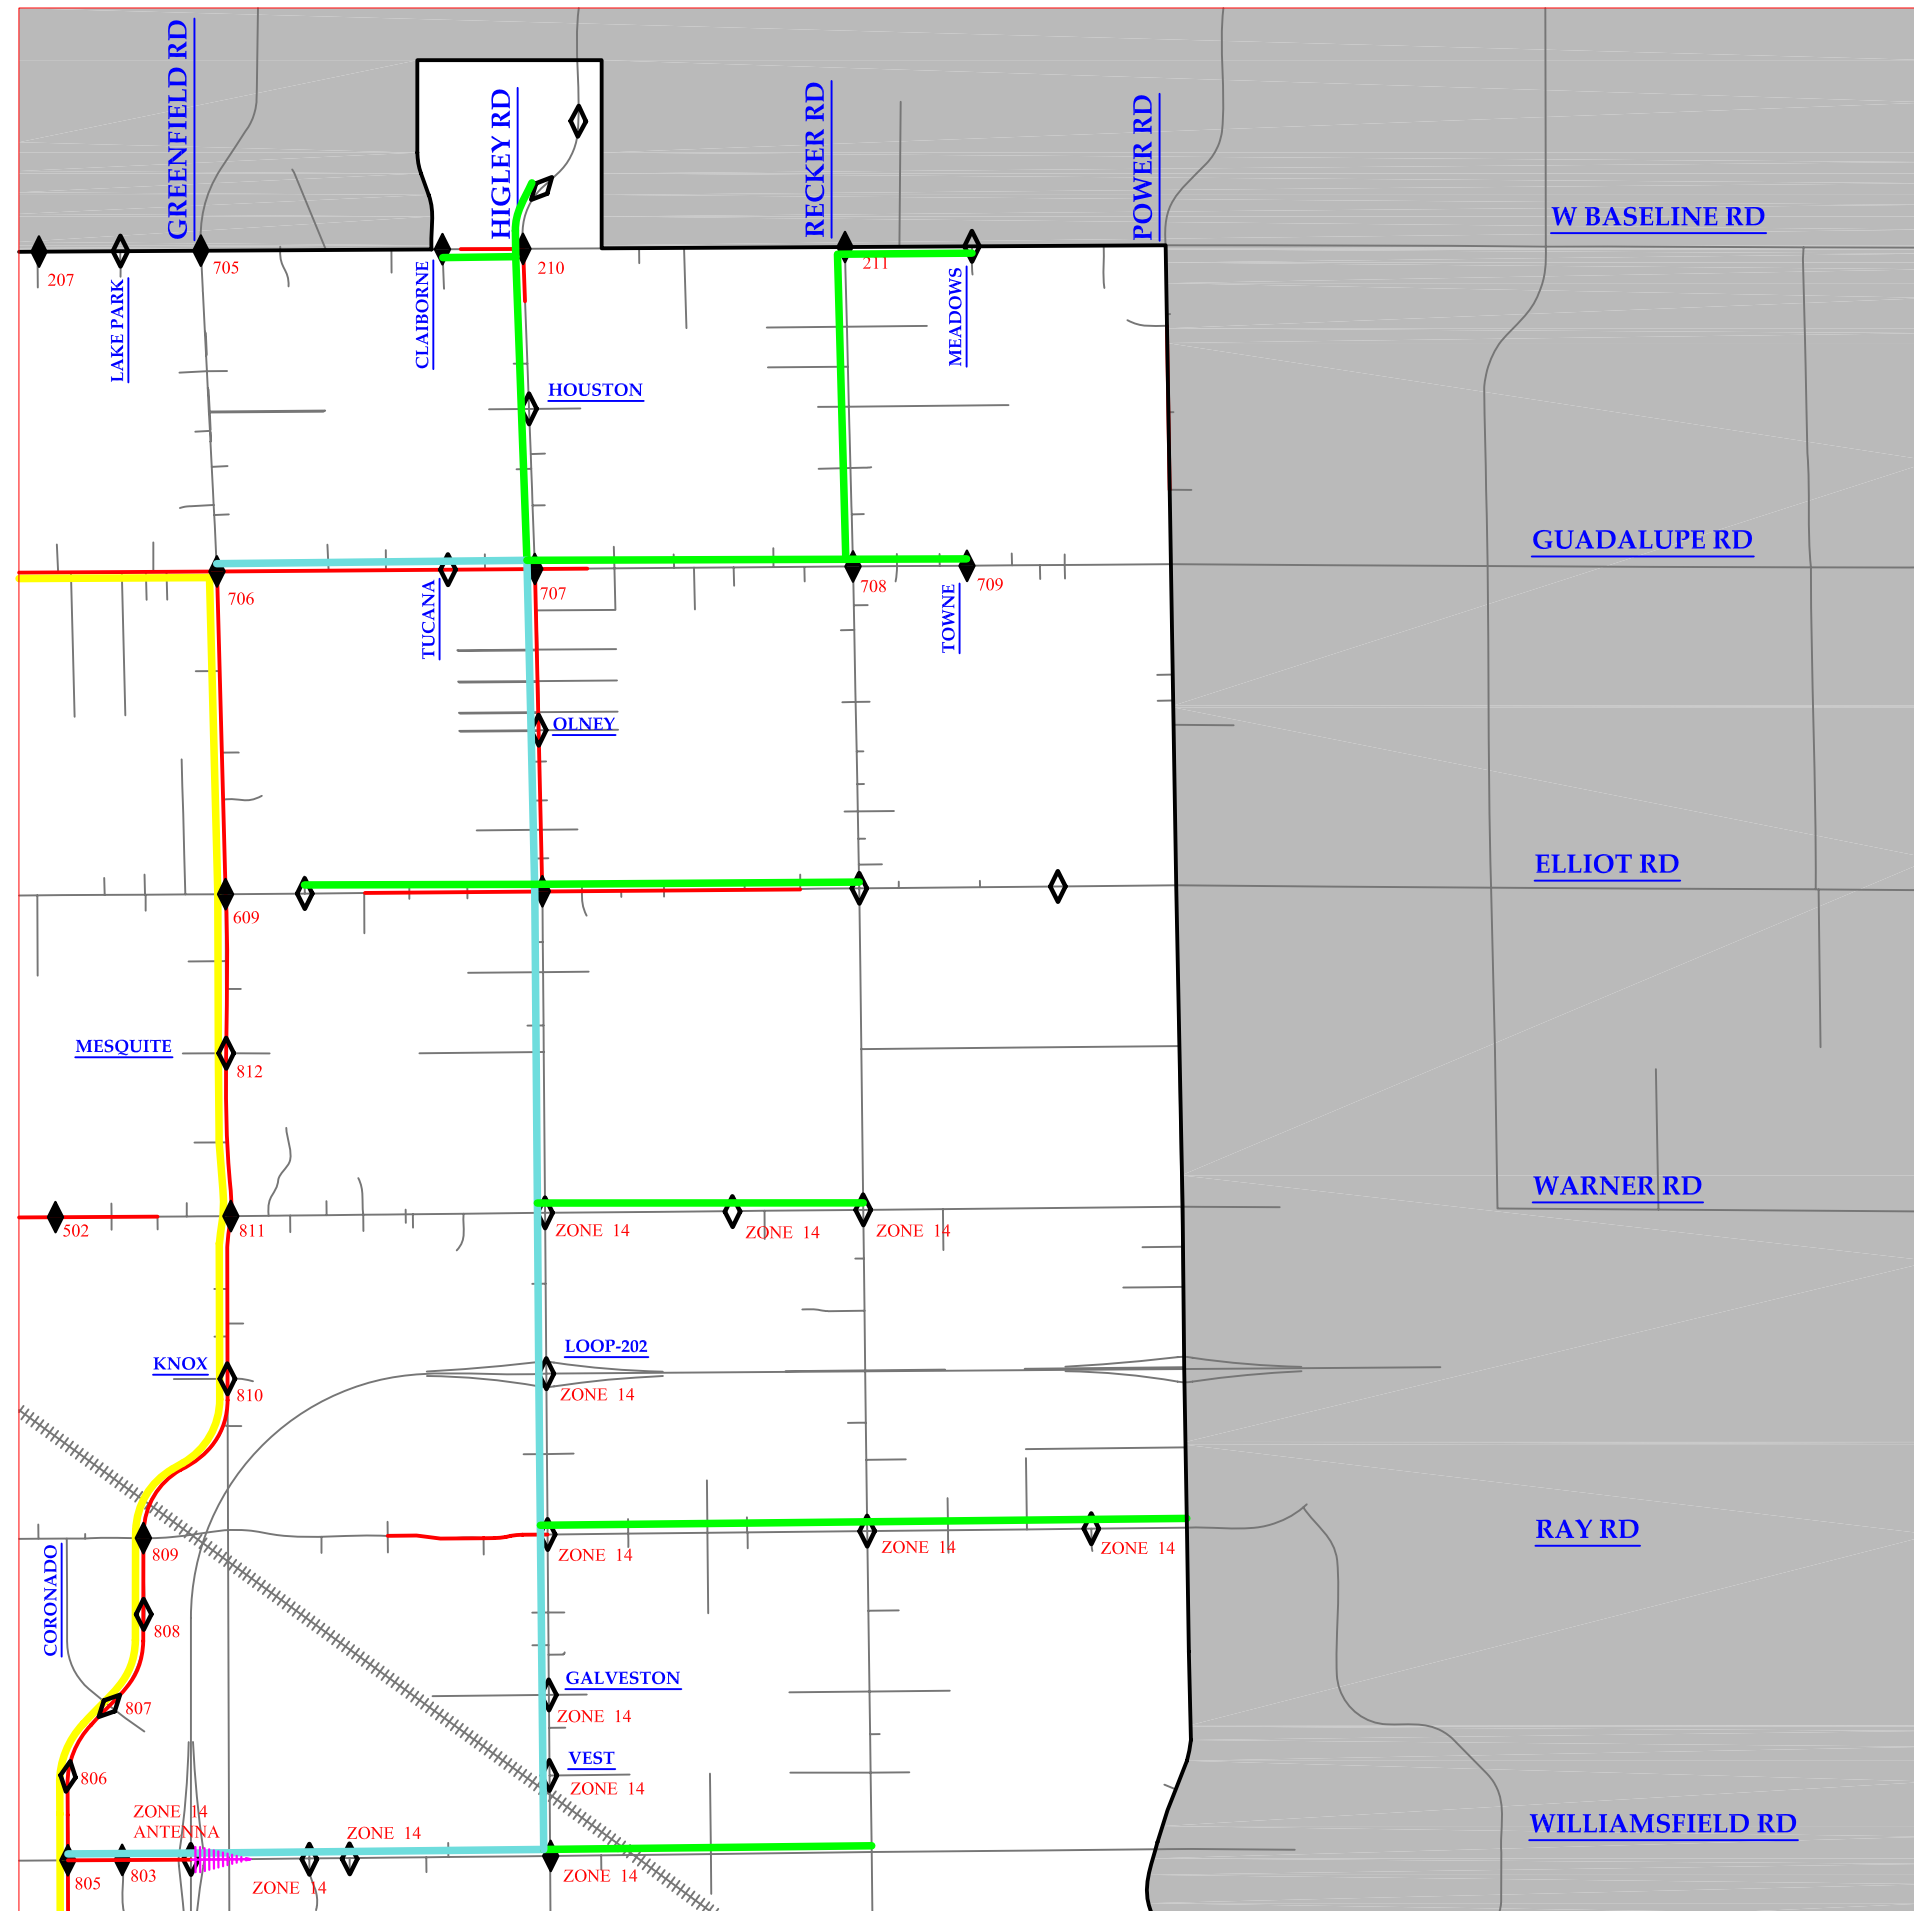 GREENFIELD RD
HIGLEY RD
RECKER RD
POWER RD
W BASELINE RD
207
LAKE PARK
705
CLAIBORNE
210
211
MEADOWS
HOUSTON
GUADALUPE RD
706
TUCANA
707
708
TOWNE
709
OLNEY
ELLIOT RD
609
MESQUITE
812
WARNER RD
502
811
ZONE 14
ZONE 14
ZONE 14
LOOP-202
KNOX
810
ZONE 14
RAY RD
CORONADO
809
ZONE 14
ZONE 14
ZONE 14
808
GALVESTON
807
ZONE 14
VEST
806
ZONE 14
ZONE 14
ANTENNA
ZONE 14
WILLIAMSFIELD RD
805
803
ZONE 14
ZONE 14